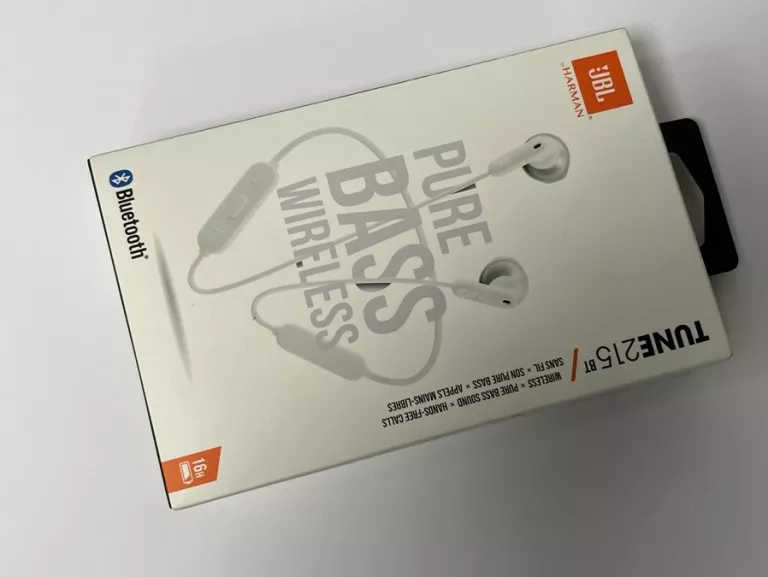 JBL
by HARMAN®
PURE
BASS
WIRELESS
Bluetooth®
TUNE215BT
WIRELESS × PURE BASS SOUND × HANDS-FREE CALLS
SANS FIL × SON PURE BASS × APPELS MAINS-LIBRES
16H